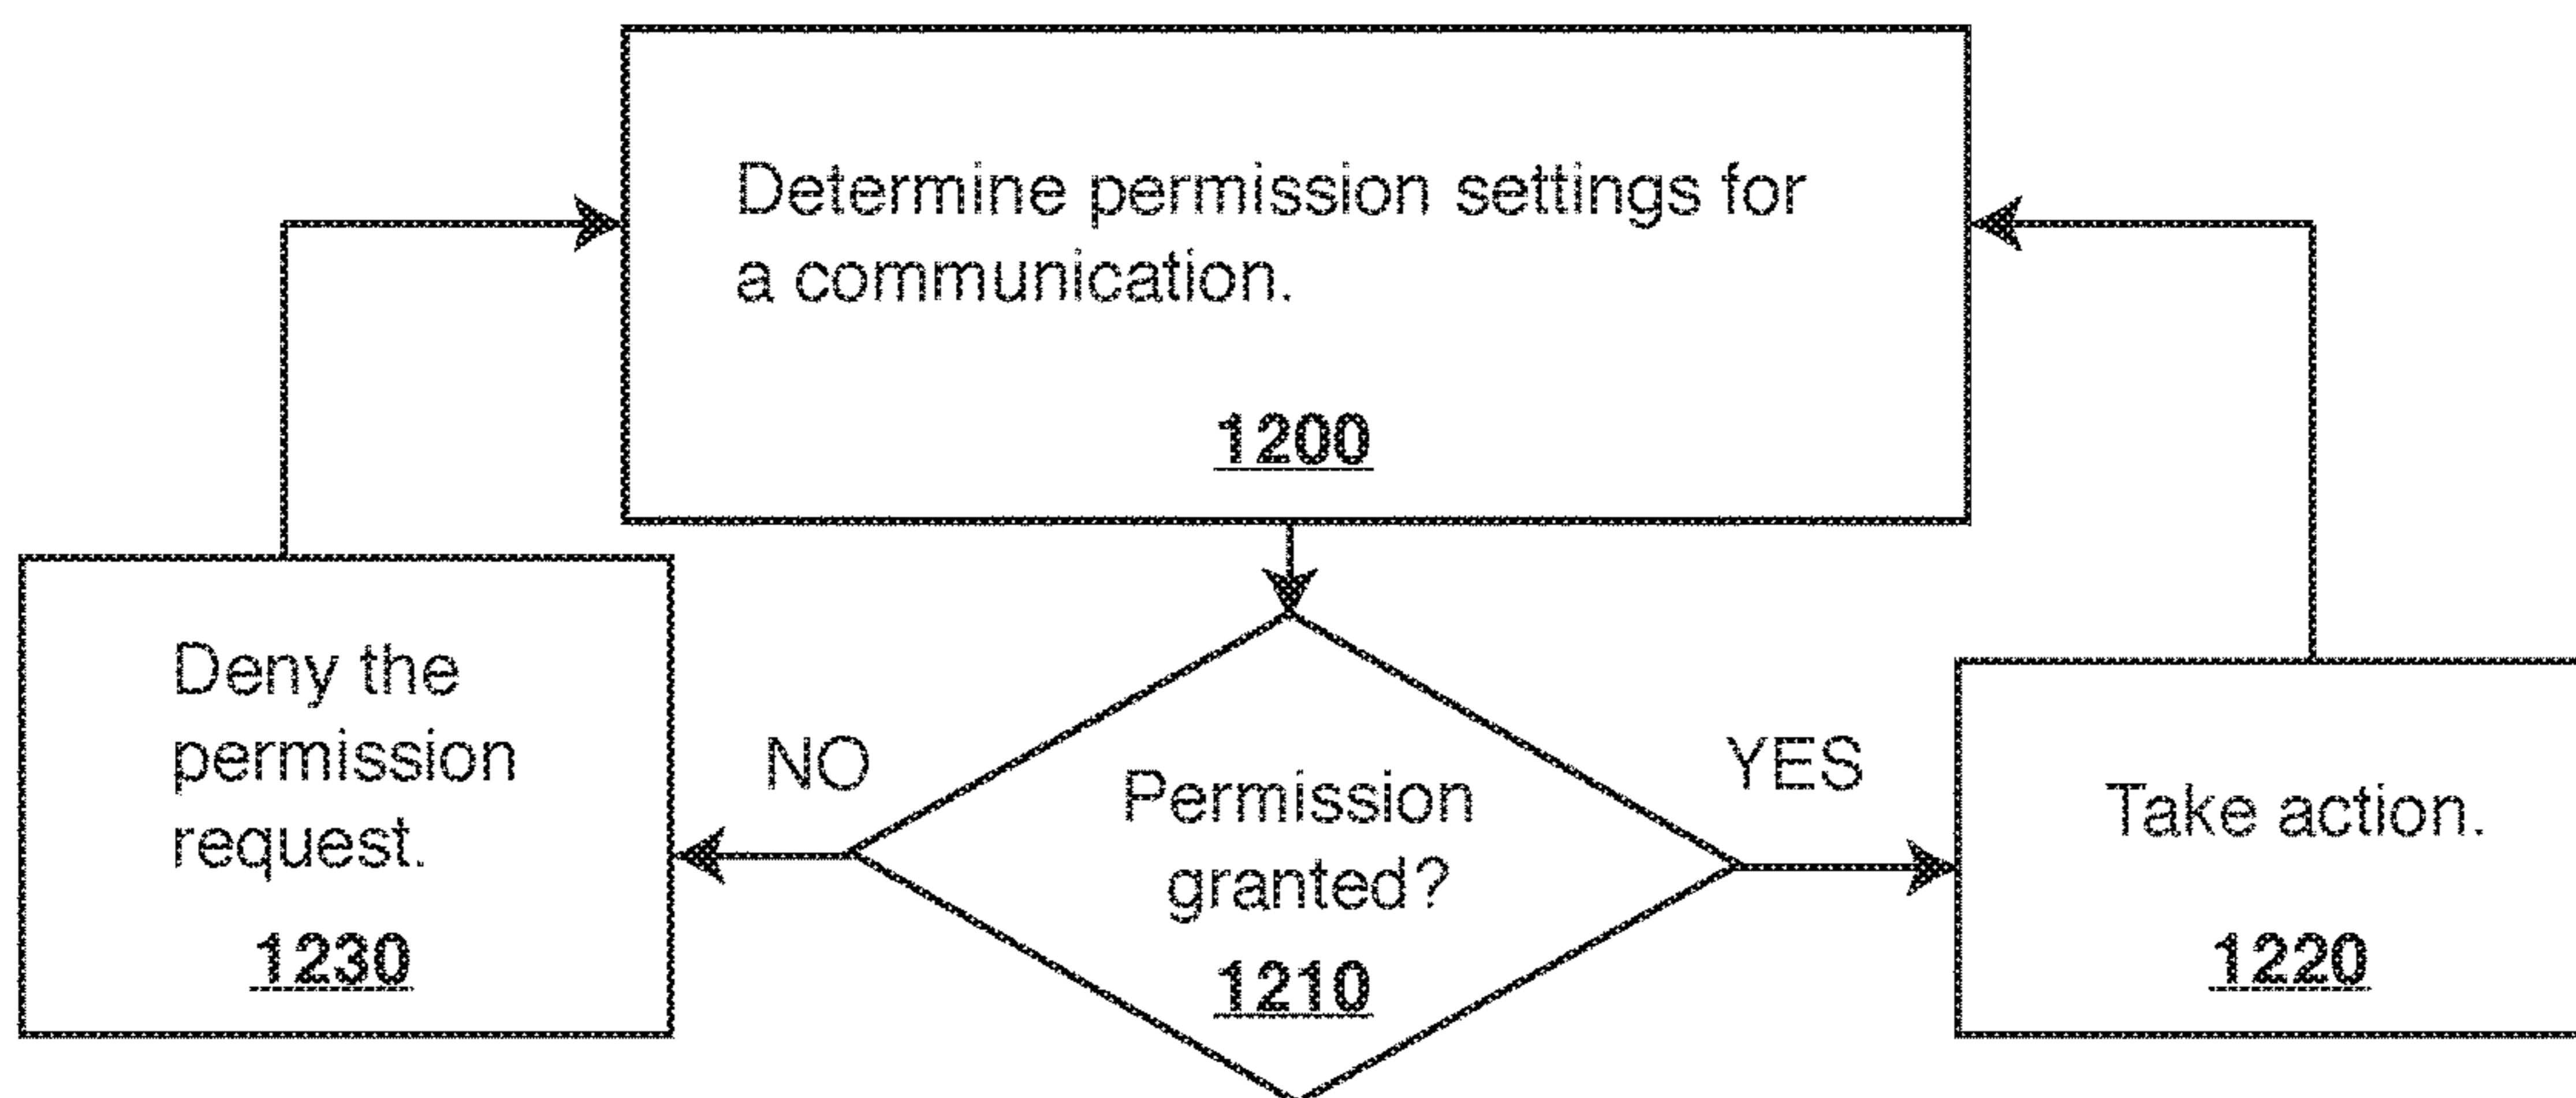 Determine permission settings for
a communication.
1200
Deny the
permission
request.
1230
NO
Permission
granted?
1210
YES
Take action.
1220